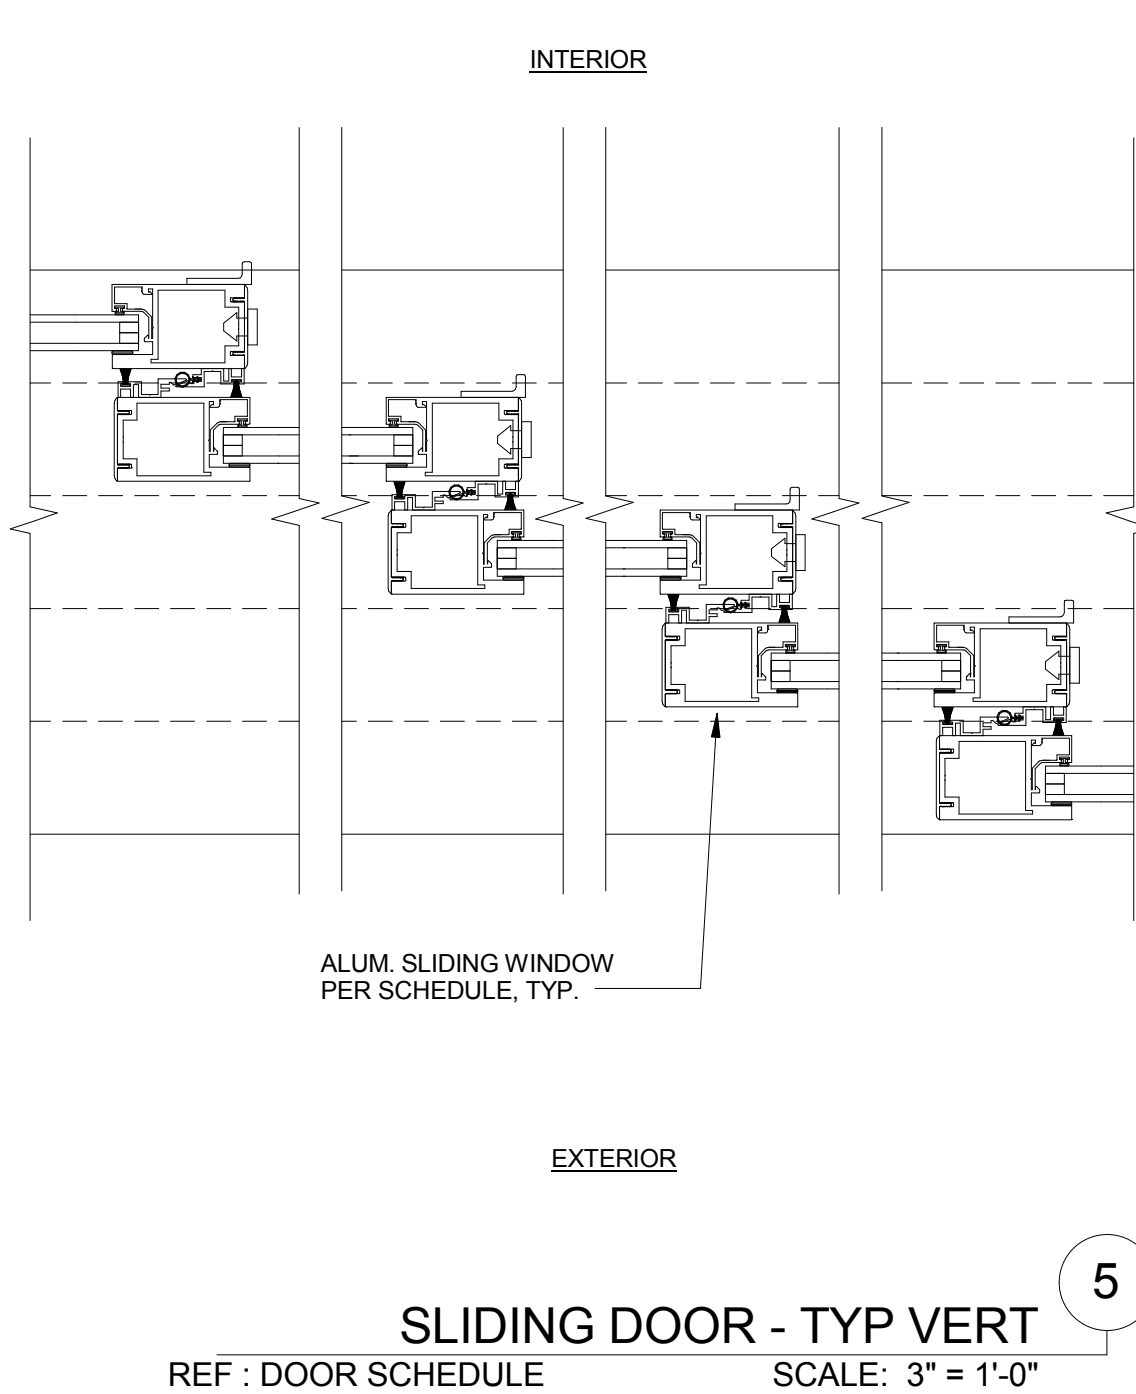 INTERIOR
ALUM. SLIDING WINDOW
PER SCHEDULE, TYP.
EXTERIOR
5
SLIDING DOOR - TYP VERT
REF : DOOR SCHEDULE SCALE: 3" = 1'-0"